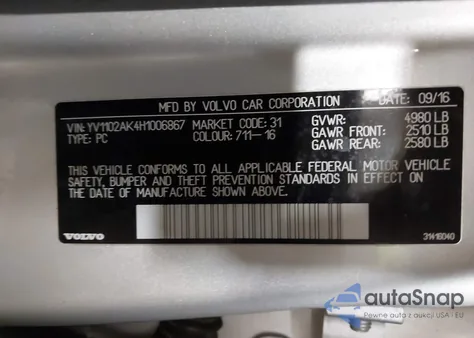 MFD BY VOLVO CAR CORPORATION DATE: 09/16
VIN: YV1102AK4H1006867 MARKET CODE: 31 GVWR: 4980 LB
TYPE: PC COLOUR: 711-16 GAWR FRONT: 2510 LB
GAWR REAR: 2580 LB
THIS VEHICLE CONFORMS TO ALL APPLICABLE FEDERAL MOTOR VEHICLE
SAFETY, BUMPER AND THEFT PREVENTION STANDARDS IN EFFECT ON
THE DATE OF MANUFACTURE SHOWN ABOVE.
VOLVO 31416040
autoSnap
Pewne auta z aukcji USA i EU